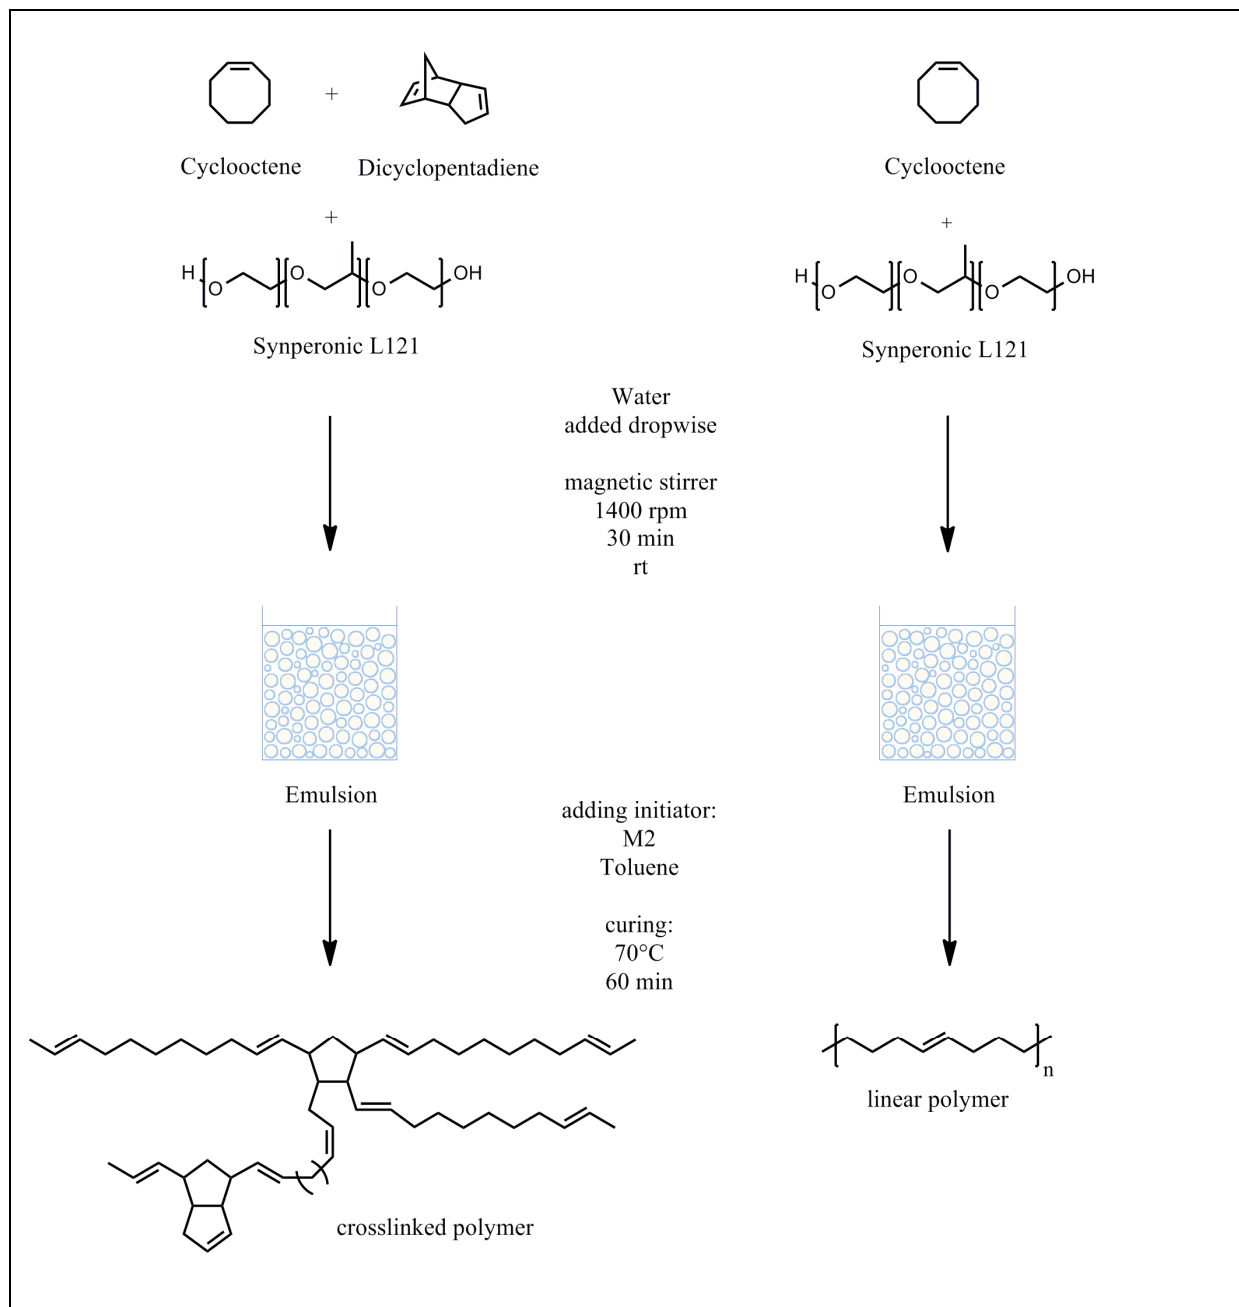 +
Cyclooctene
Dicyclopentadiene
Cyclooctene
+
+
H O O O OH
H O O O OH
Synperonic L121
Synperonic L121
Water
added dropwise
magnetic stirrer
1400 rpm
30 min
rt
Emulsion
Emulsion
adding initiator:
M2
Toluene
curing:
70°C
60 min
n
linear polymer
crosslinked polymer